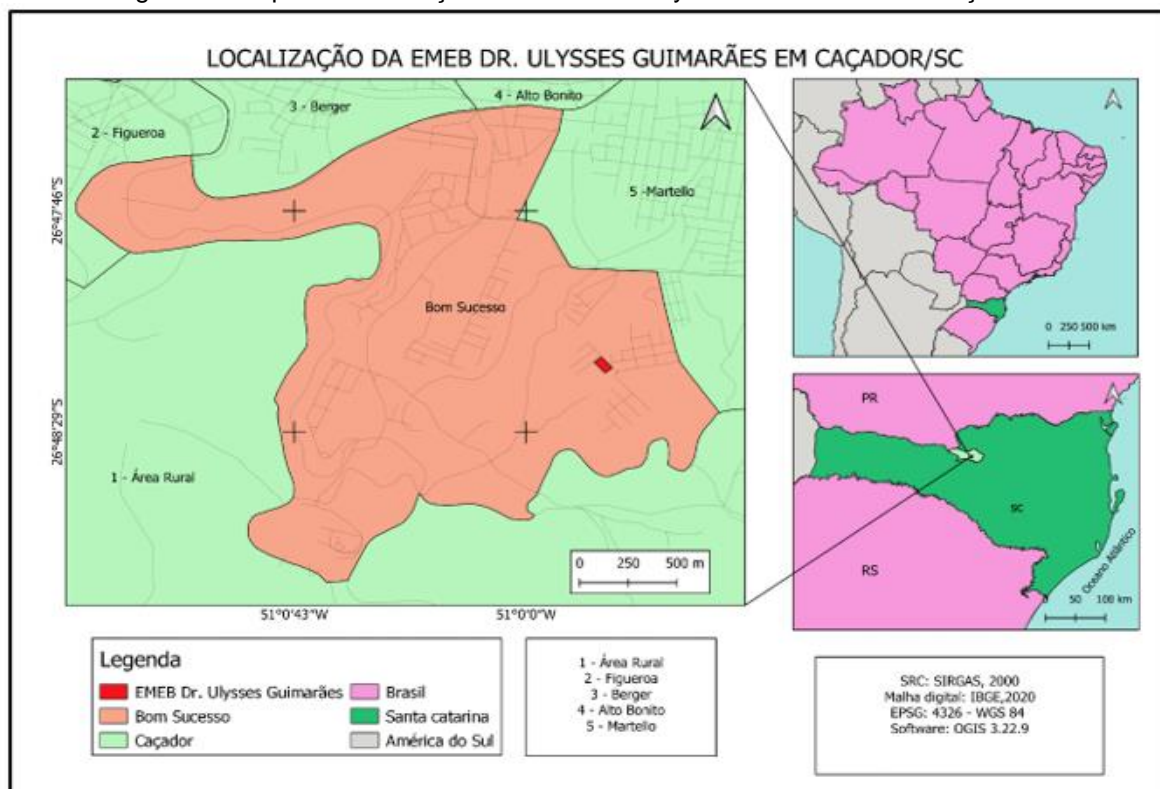 LOCALIZAÇÃO DA EMEB DR. ULYSSES GUIMARÃES EM CAÇADOR/SC
4 - Alto Bonito
3 - Berger
2 - Figueroa
5 - Martello
26°47'46"S
Bom Sucesso
26°48'29"S
1 - Área Rural
0 250 500 m
51°0'43"W
51°0'0"W
0 250 500 km
PR
SC
RS
Oceano Atlântico
0 50 100 km
Legenda
EMEB Dr. Ulysses Guimarães
Bom Sucesso
Caçador
Brasil
Santa catarina
América do Sul
1 - Área Rural
2 - Figueroa
3 - Berger
4 - Alto Bonito
5 - Martello
SRC: SIRGAS, 2000
Malha digital: IBGE,2020
EPSG: 4326 - WGS 84
Software: QGIS 3.22.9